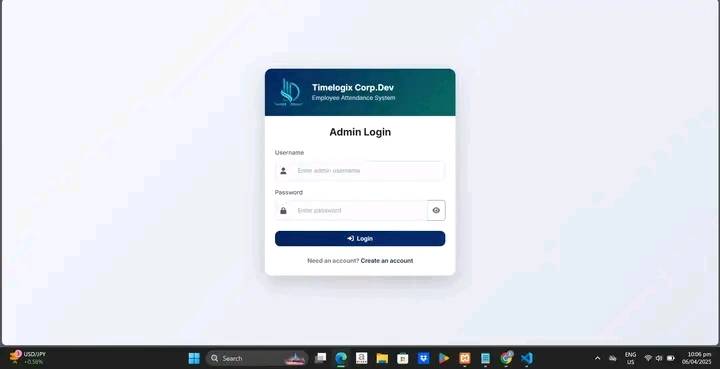 Timelogix Corp.Dev
Employee Attendance System
Admin Login
Username
Enter admin username
Password
Enter password
Login
Need an account? Create an account
USD/JPY
+0.58%
Search
ENG
US
10:06 pm
05/04/2025